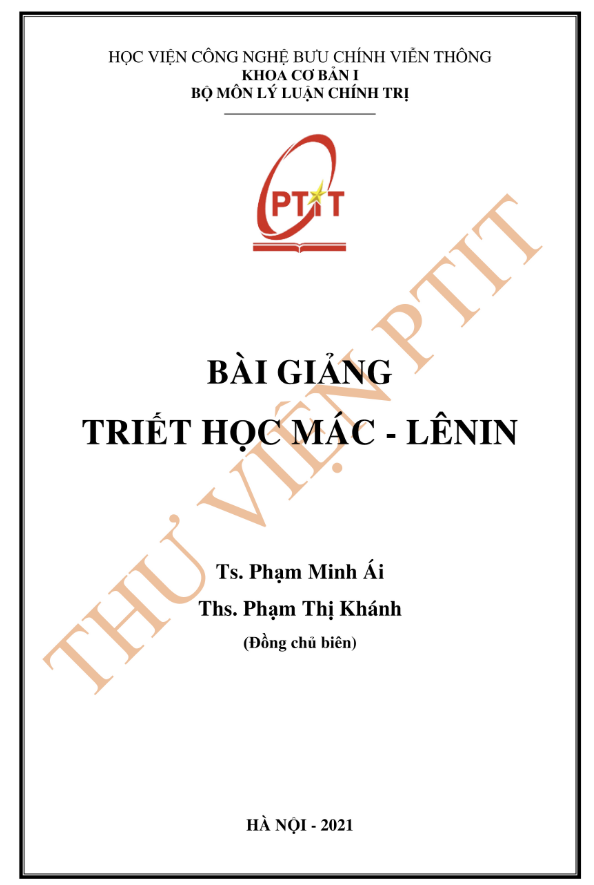 HỌC VIỆN CÔNG NGHỆ BƯU CHÍNH VIỄN THÔNG
KHOA CƠ BẢN I
BỘ MÔN LÝ LUẬN CHÍNH TRỊ
PTIT
BÀI GIẢNG
TRIẾT HỌC MÁC - LÊNIN
THƯ VIỆN PTIT
Ts. Phạm Minh Ái
Ths. Phạm Thị Khánh
(Đồng chủ biên)
HÀ NỘI - 2021